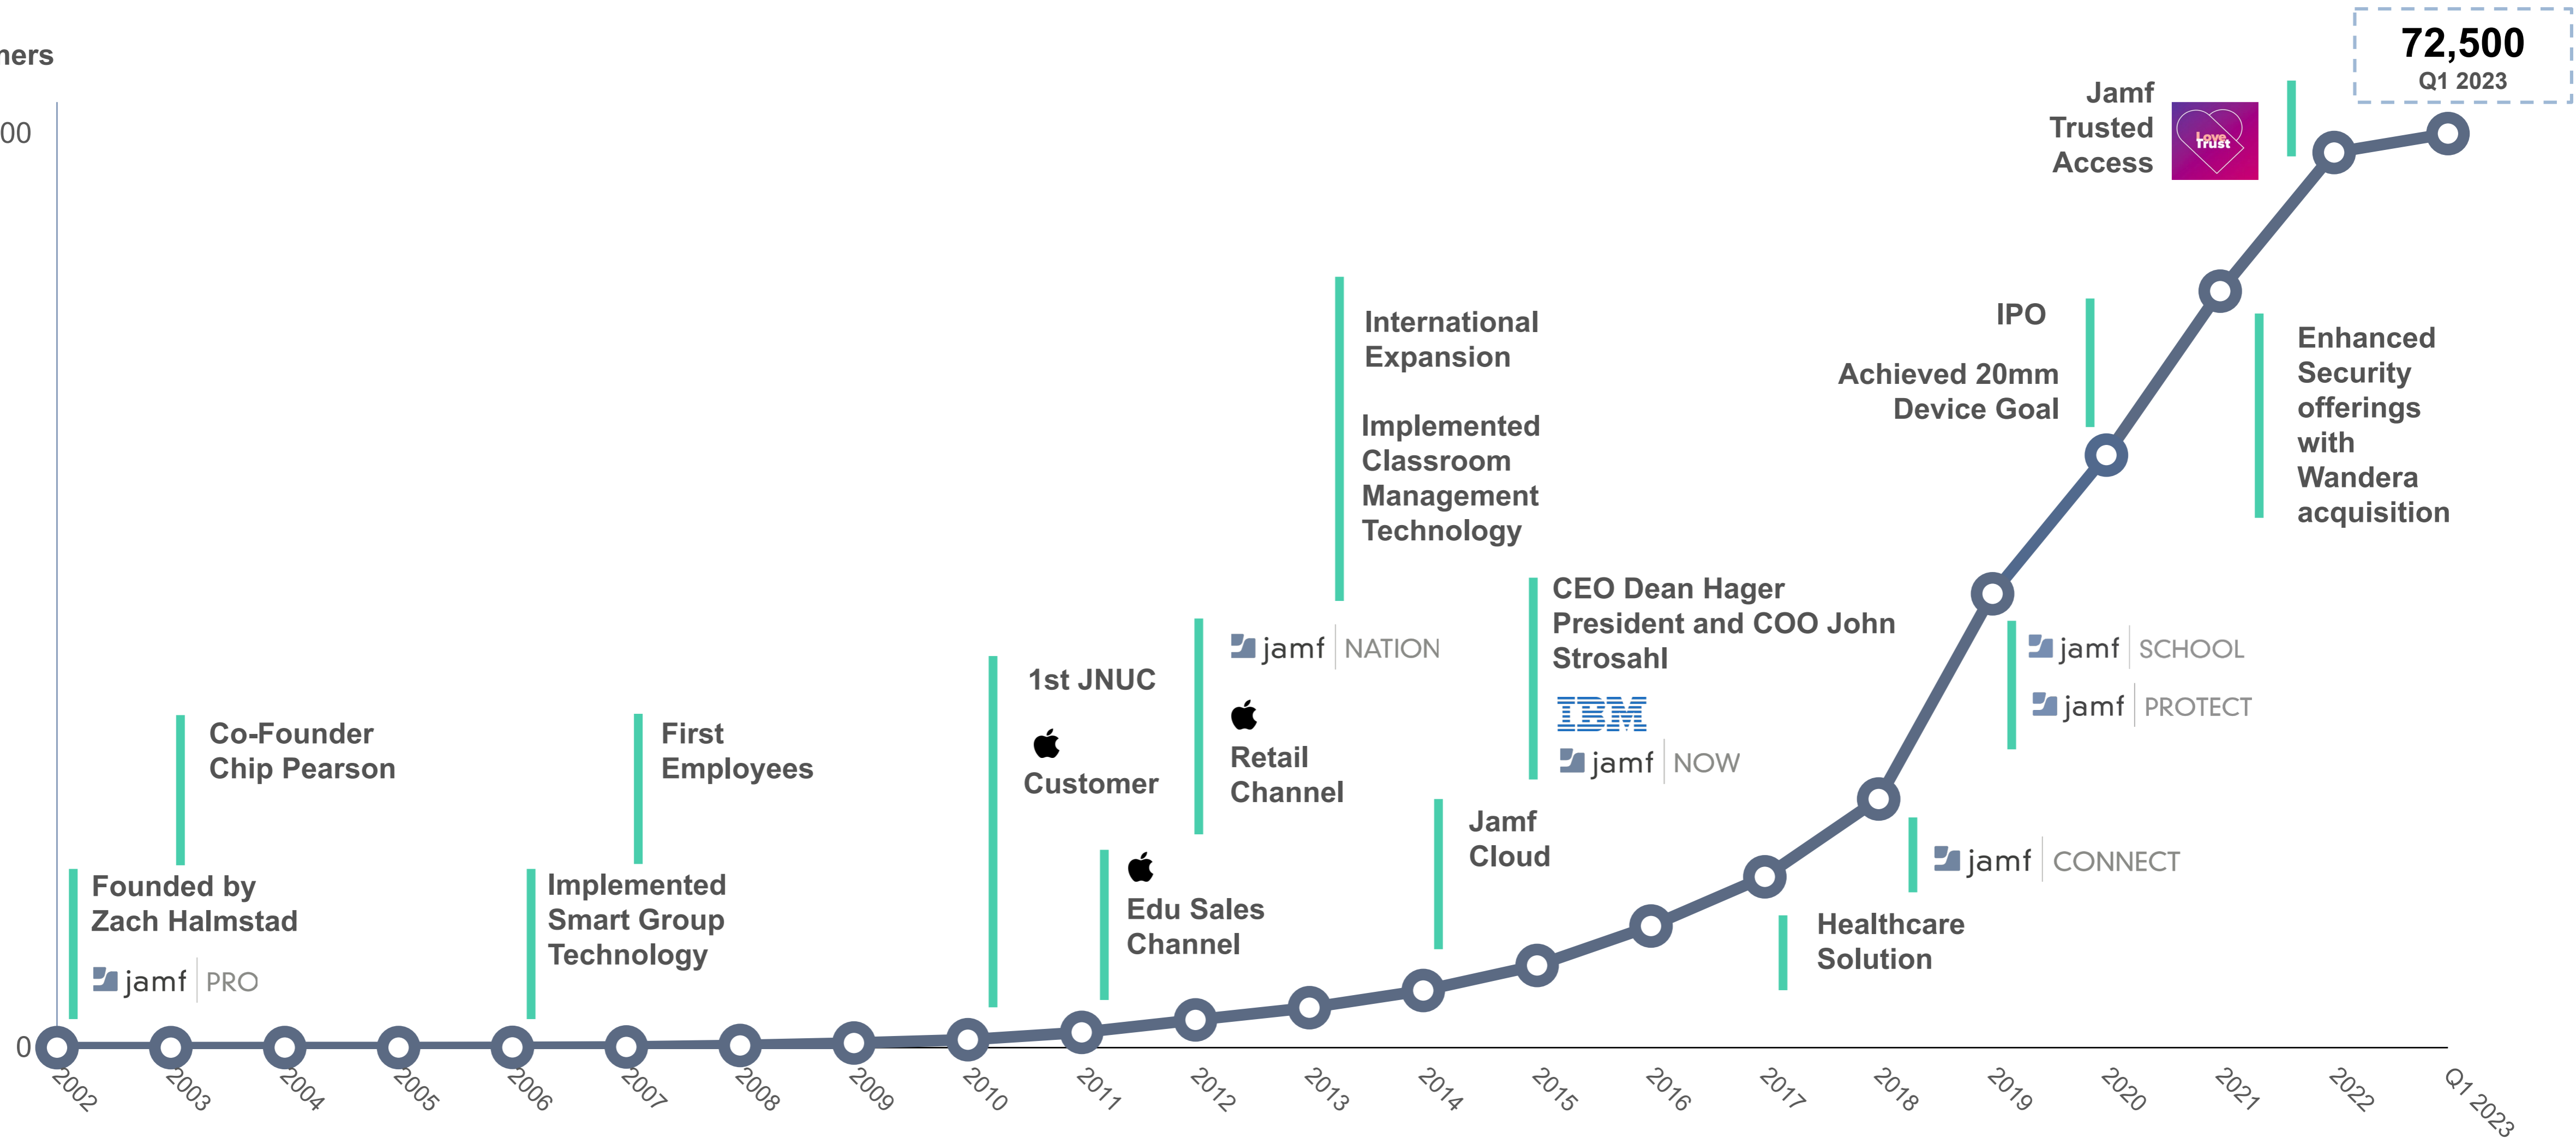 ners
00
0
72,500
Q1 2023
Jamf
Trusted
Access
Love
Trust
International
Expansion
Implemented
Classroom
Management
Technology
IPO
Achieved 20mm
Device Goal
Enhanced
Security
offerings
with
Wandera
acquisition
CEO Dean Hager
President and COO John
Strosahl
IBM
jamf NOW
jamf NATION
Retail
Channel
1st JNUC
Customer
jamf SCHOOL
jamf PROTECT
Co-Founder
Chip Pearson
First
Employees
Jamf
Cloud
jamf CONNECT
Founded by
Zach Halmstad
jamf PRO
Implemented
Smart Group
Technology
Edu Sales
Channel
Healthcare
Solution
2002
2003
2004
2005
2006
2007
2008
2009
2010
2011
2012
2013
2014
2015
2016
2017
2018
2019
2020
2021
2022
Q1 2023